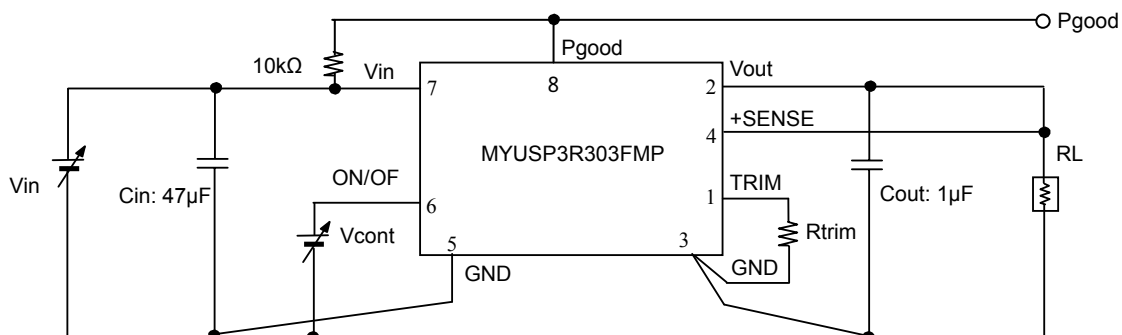 Pgood
Pgood
10kΩ
Vin
Vout
7
8
2
+SENSE
4
MYUSP3R303FMP
RL
Vin
Cin: 47µF
ON/OF
TRIM
Cout: 1µF
6
1
Vcont
Rtrim
5
3
GND
GND